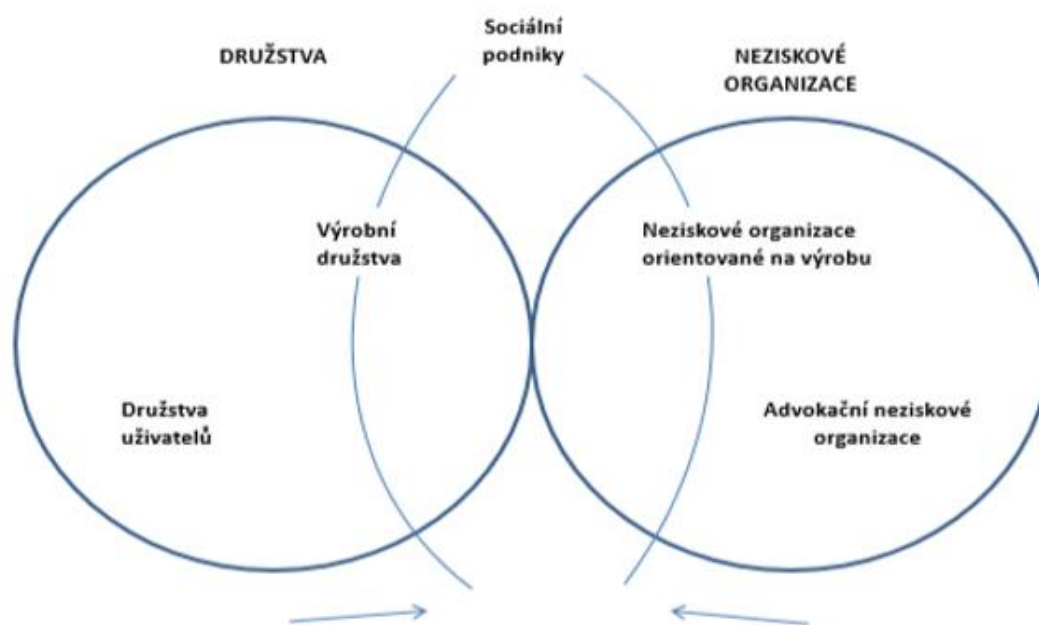 Sociální
podniky
DRUŽSTVA
NEZISKOVÉ
ORGANIZACE
Výrobní
družstva
Neziskové organizace
orientované na výrobu
Družstva
uživatelů
Advokační neziskové
organizace